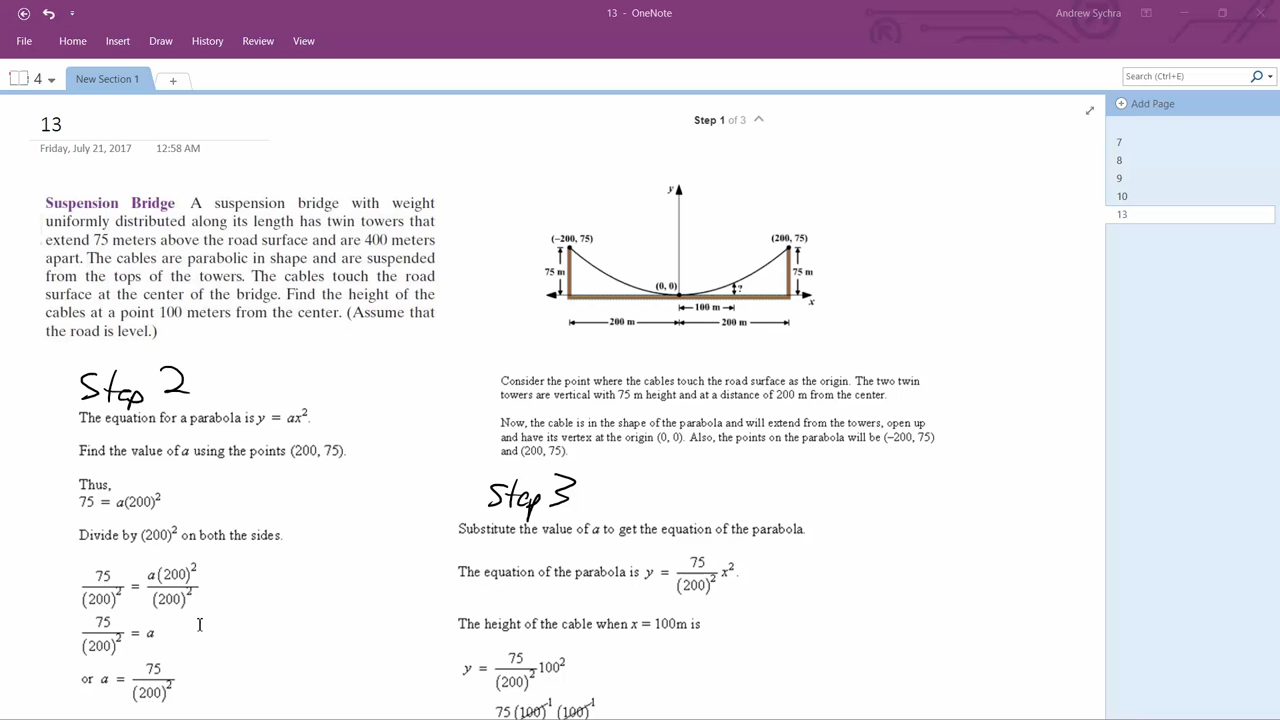 13 - OneNote
Andrew Sychra
File Home Insert Draw History Review View
4
New Section 1
+
Search (Ctrl+E)
Add Page
7
8
9
10
13
13
Friday, July 21, 2017 12:58 AM
Suspension Bridge A suspension bridge with weight
uniformly distributed along its length has twin towers that
extend 75 meters above the road surface and are 400 meters
apart. The cables are parabolic in shape and are suspended
from the tops of the towers. The cables touch the road
surface at the center of the bridge. Find the height of the
cables at a point 100 meters from the center. (Assume that
the road is level.)
Step 2
The equation for a parabola is y = ax².
Find the value of a using the points (200, 75).
Thus,
75 = a(200)²
Divide by (200)² on both the sides.
75/(200)² = a(200)²/(200)²
75/(200)² = a
or a = 75/(200)²
Step 1 of 3
y
(−200, 75)
(200, 75)
75 m
75 m
(0, 0)
?
x
100 m
200 m
200 m
Consider the point where the cables touch the road surface as the origin. The two twin
towers are vertical with 75 m height and at a distance of 200 m from the center.
Now, the cable is in the shape of the parabola and will extend from the towers, open up
and have its vertex at the origin (0, 0). Also, the points on the parabola will be (−200, 75)
and (200, 75).
Step 3
Substitute the value of a to get the equation of the parabola.
The equation of the parabola is y = 75/(200)² x².
The height of the cable when x = 100m is
y = 75/(200)² 100²
75 (100)¹ (100)¹